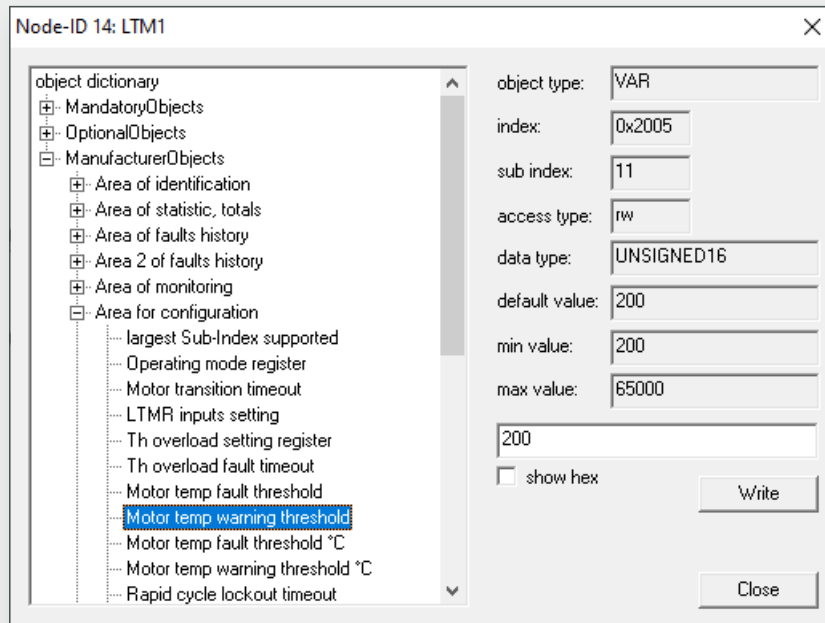 Node-ID 14: LTM1
object dictionary
MandatoryObjects
OptionalObjects
ManufacturerObjects
Area of identification
Area of statistic, totals
Area of faults history
Area 2 of faults history
Area of monitoring
Area for configuration
largest Sub-Index supported
Operating mode register
Motor transition timeout
LTMR inputs setting
Th overload setting register
Th overload fault timeout
Motor temp fault threshold
Motor temp warning threshold
Motor temp fault threshold °C
Motor temp warning threshold °C
Rapid cycle lockout timeout
object type: VAR
index: 0x2005
sub index: 11
access type: rw
data type: UNSIGNED16
default value: 200
min value: 200
max value: 65000
200
show hex
Write
Close